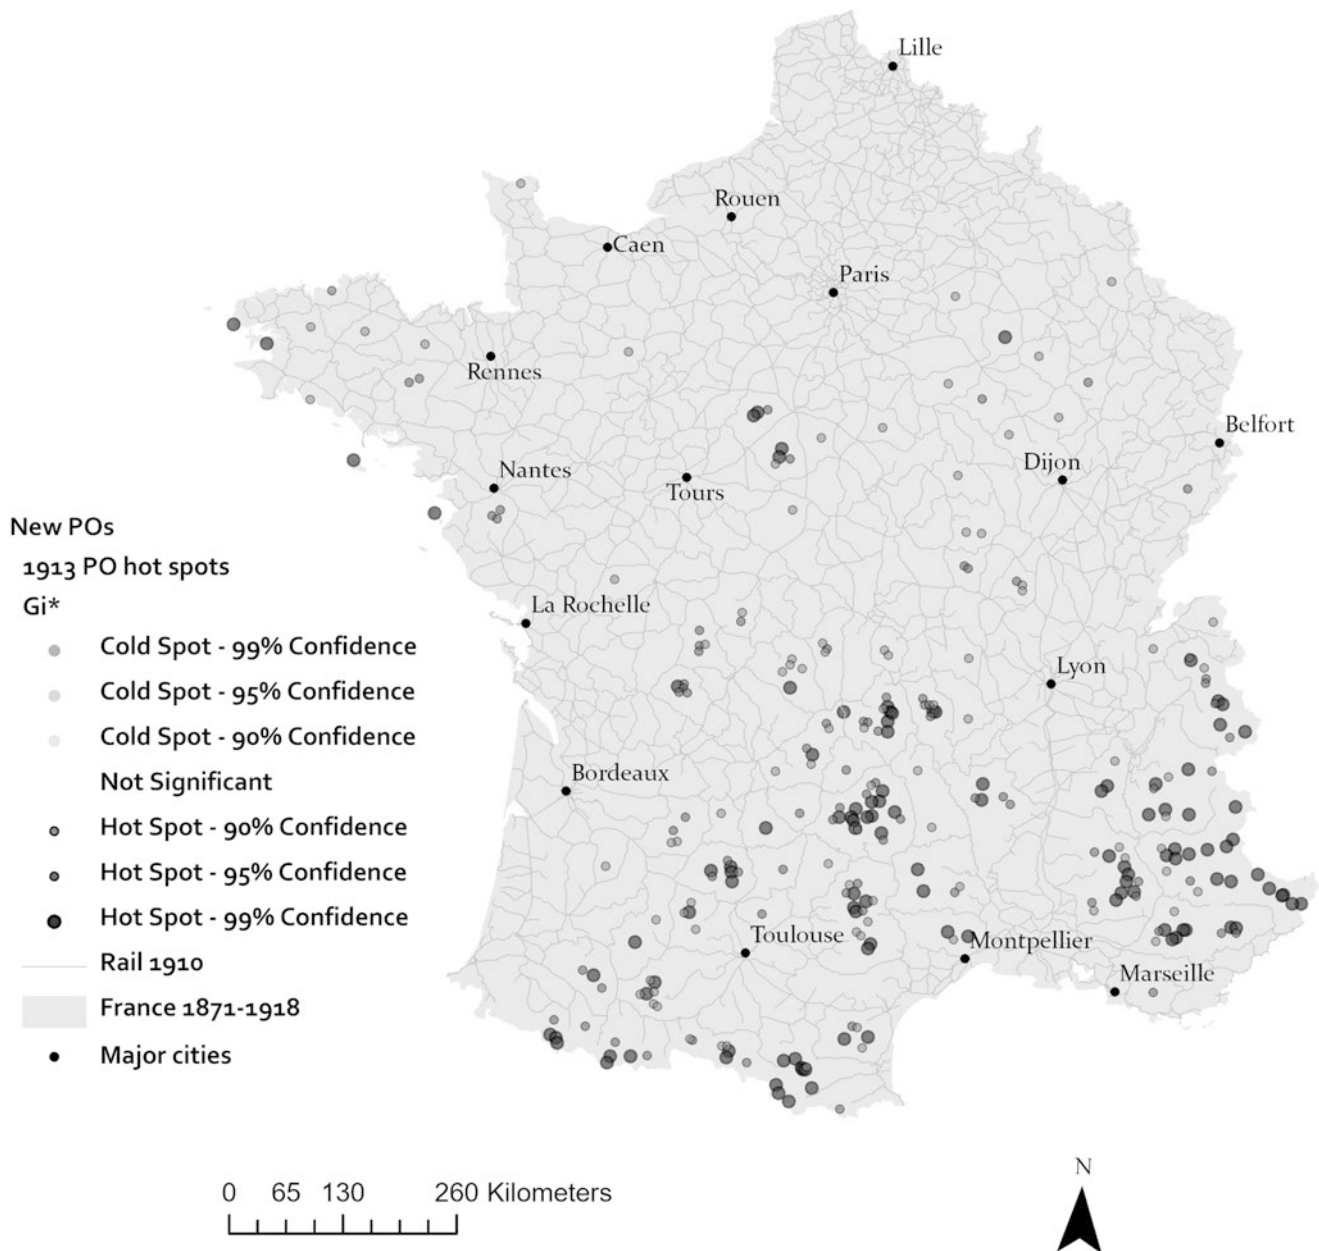 Lille
Rouen
Caen
Paris
Rennes
Belfort
Nantes
Dijon
Tours
New POs
1913 PO hot spots
Gi*
La Rochelle
Cold Spot - 99% Confidence
Lyon
Cold Spot - 95% Confidence
Cold Spot - 90% Confidence
Not Significant
Bordeaux
Hot Spot - 90% Confidence
Hot Spot - 95% Confidence
Hot Spot - 99% Confidence
Toulouse
Montpellier
Rail 1910
Marseille
France 1871-1918
Major cities
N
0 65 130 260 Kilometers